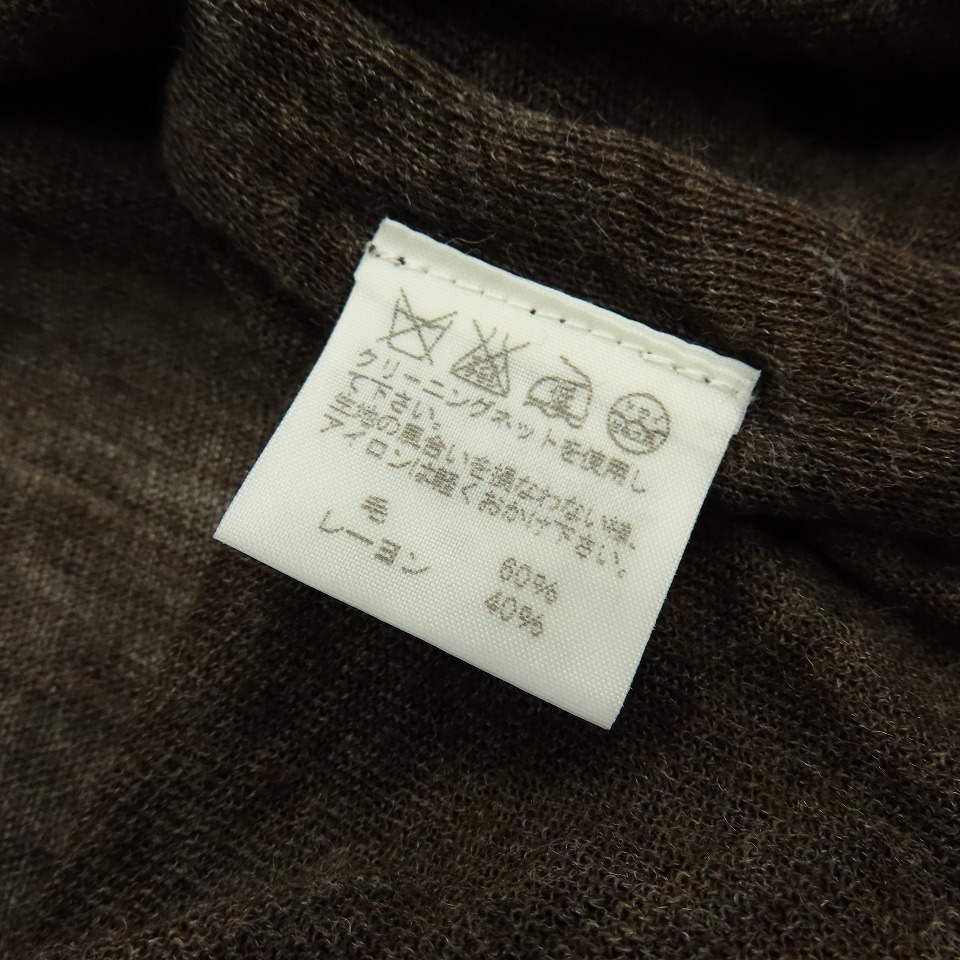 クリーニングネットを使用し
て下さい。
生地の風合いを損なわない様、
アイロンは軽くおかけ下さい。
毛 60%
レーヨン 40%